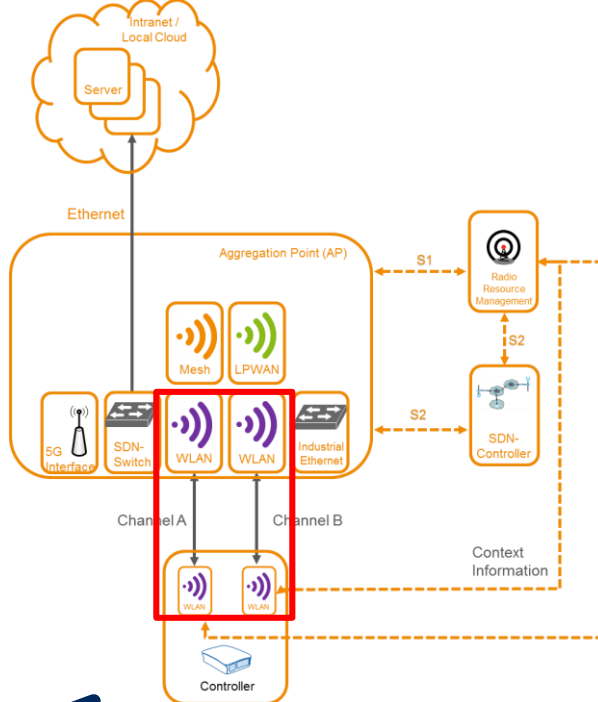 Intranet /
Local Cloud
Server
Ethernet
Aggregation Point (AP)
S1
Radio
Resource
Management
S2
Mesh
LPWAN
5G
Interface
SDN-
Switch
WLAN
WLAN
Industrial
Ethernet
S2
SDN-
Controller
Channel A
Channel B
Context
Information
WLAN
WLAN
Controller